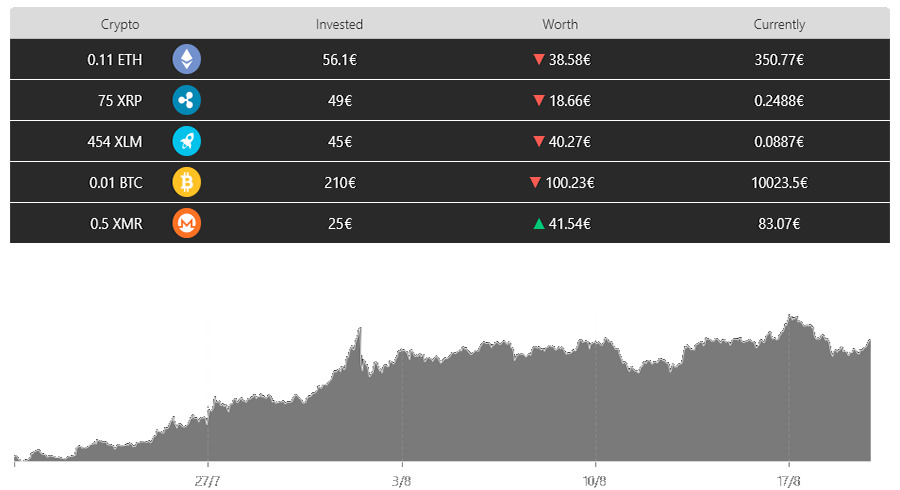 Crypto Invested Worth Currently
0.11 ETH 56.1€ ▼ 38.58€ 350.77€
75 XRP 49€ ▼ 18.66€ 0.2488€
454 XLM 45€ ▼ 40.27€ 0.0887€
0.01 BTC 210€ ▼ 100.23€ 10023.5€
0.5 XMR 25€ ▲ 41.54€ 83.07€
27/7 3/8 10/8 17/8